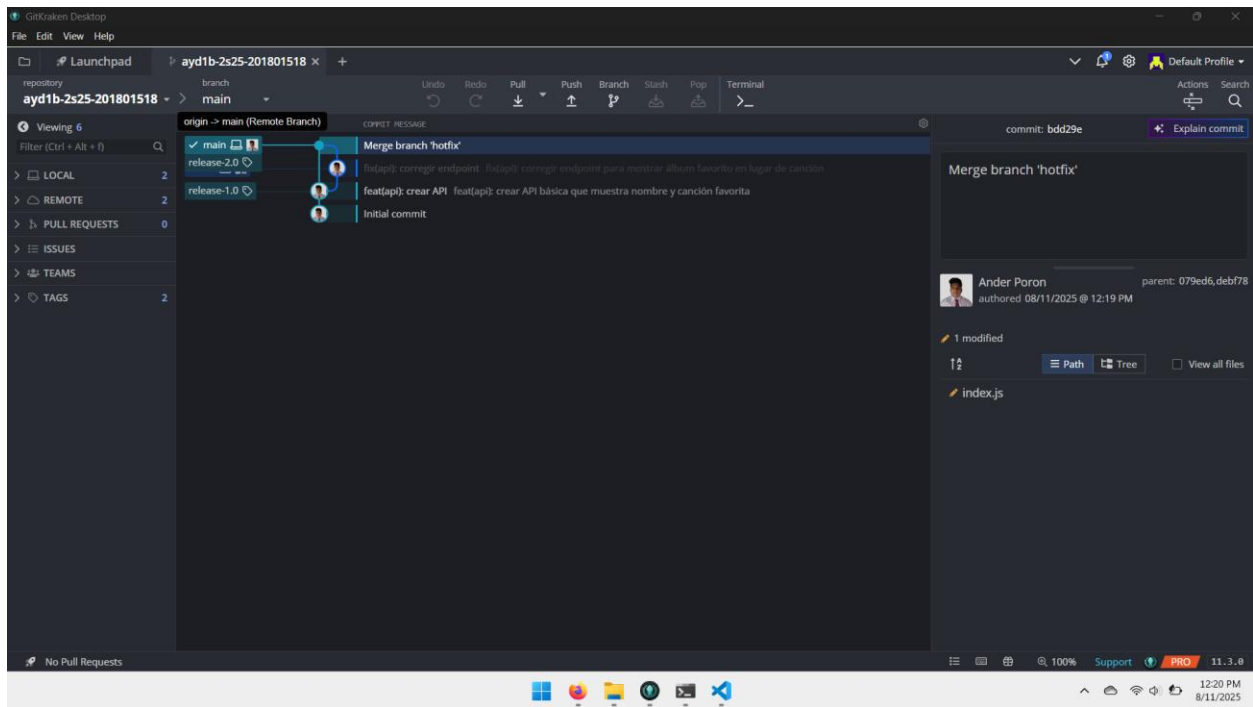 GitKraken Desktop
File Edit View Help
Launchpad
ayd1b-2s25-201801518
repository
ayd1b-2s25-201801518
branch
main
Undo Redo Pull Push Branch Stash Pop Terminal
Actions Search
Default Profile
Viewing 6
Filter (Ctrl + Alt + f)
LOCAL 2
REMOTE 2
PULL REQUESTS 0
ISSUES
TEAMS
TAGS 2
origin -> main (Remote Branch)
COMMIT MESSAGE
main
Merge branch 'hotfix'
release-2.0
fix(api): corregir endpoint fix(api): corregir endpoint para mostrar álbum favorito en lugar de canción
release-1.0
feat(api): crear API feat(api): crear API básica que muestra nombre y canción favorita
Initial commit
commit: bdd29e
Explain commit
Merge branch 'hotfix'
Ander Poron
authored 08/11/2025 @ 12:19 PM
parent: 079ed6,debf78
1 modified
Path Tree View all files
index.js
No Pull Requests
100% Support PRO 11.3.0
12:20 PM
8/11/2025